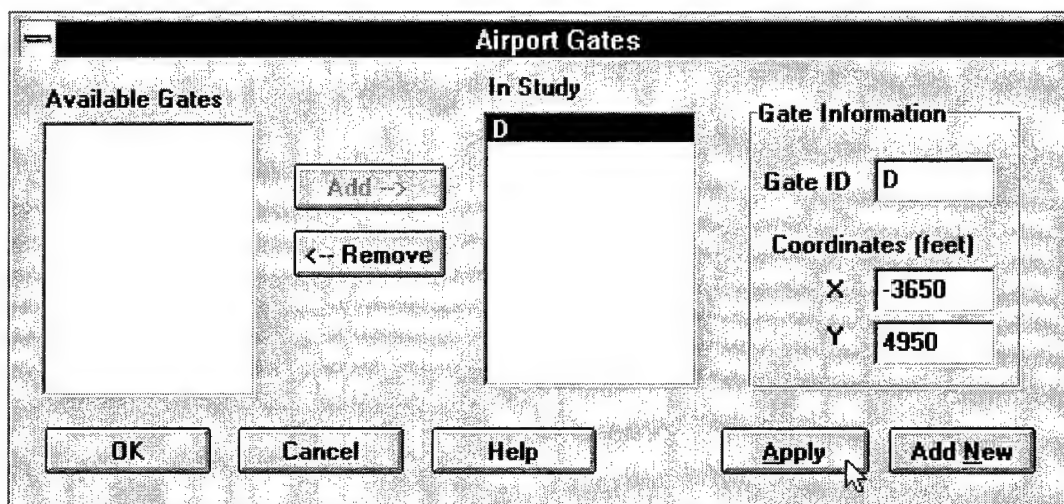 Airport Gates
Available Gates
In Study
D
Add -->
<-- Remove
Gate Information
Gate ID D
Coordinates (feet)
X -3650
Y 4950
OK Cancel Help Apply Add New